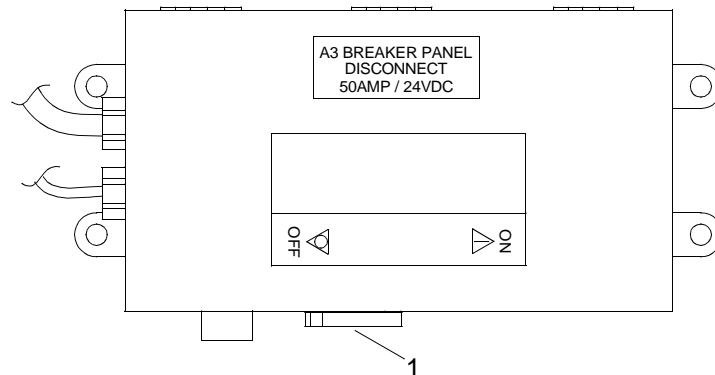 A3 BREAKER PANEL
DISCONNECT
50AMP / 24VDC
OFF
ON
1